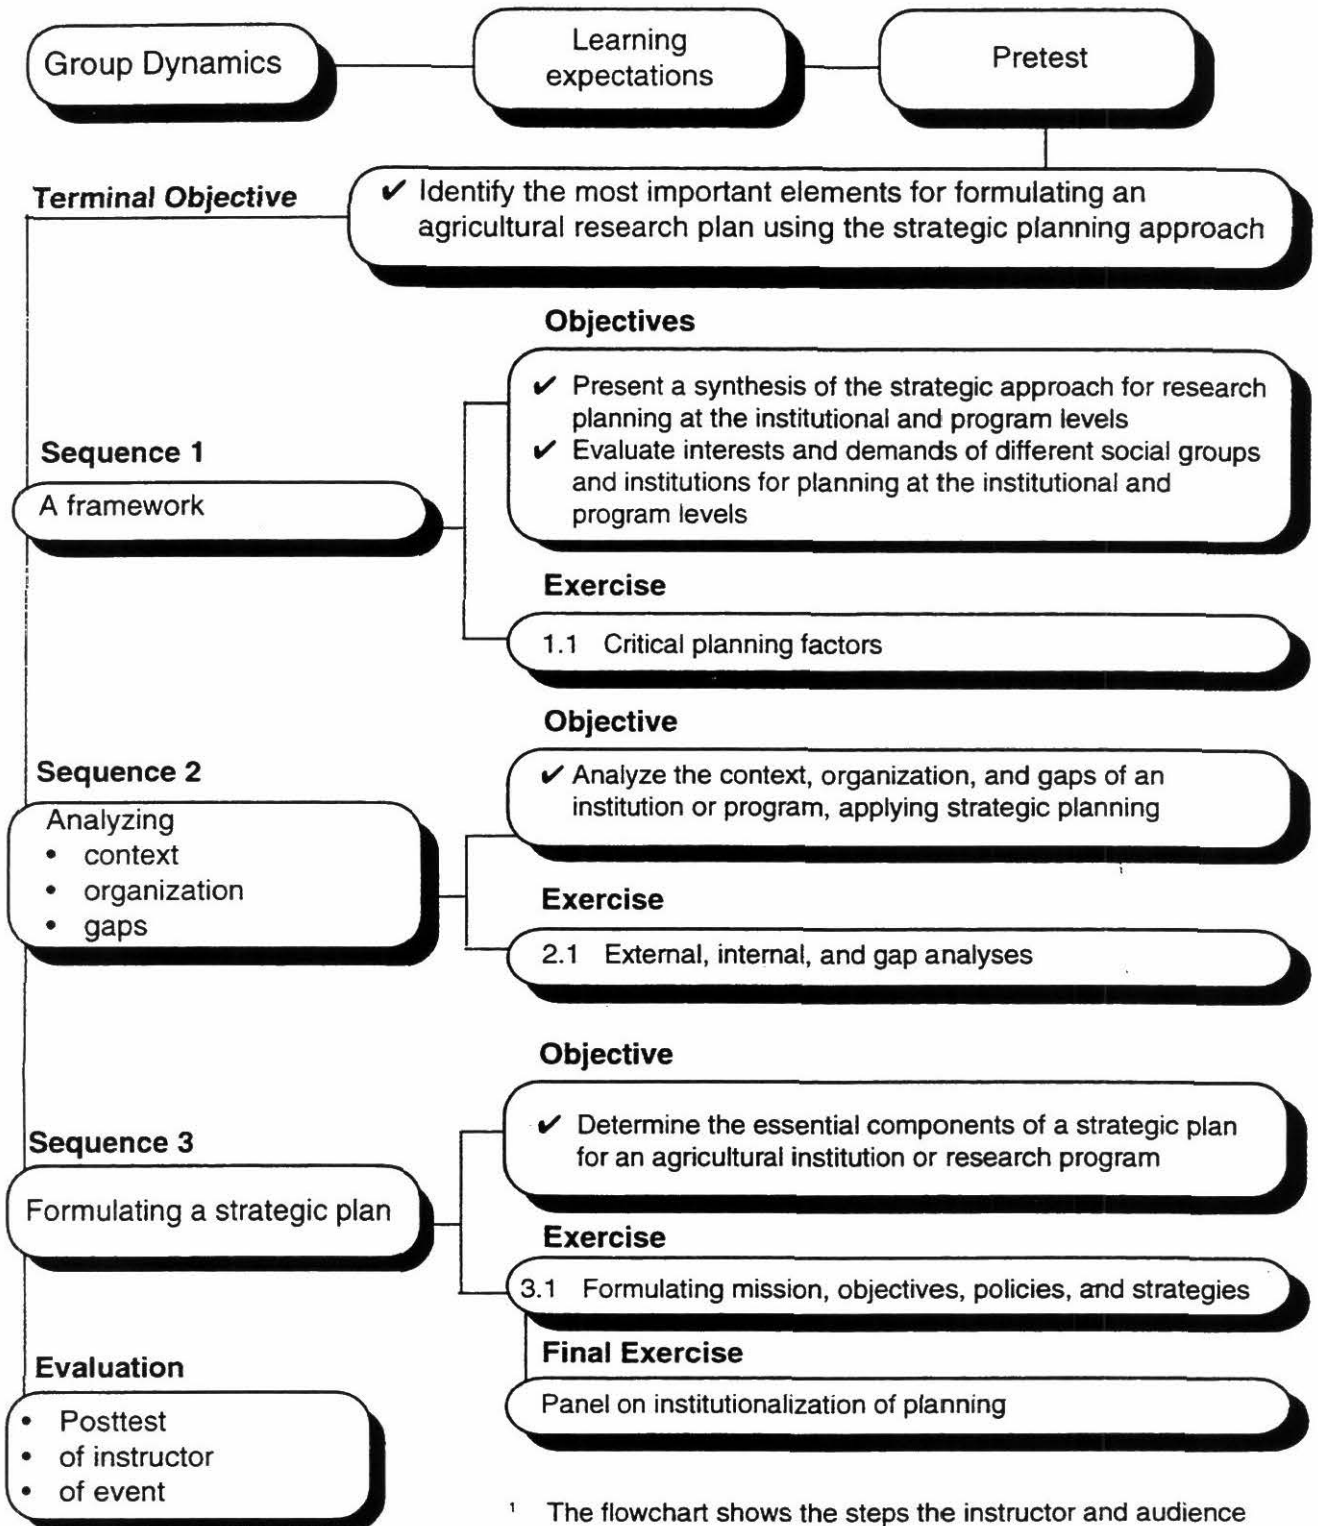 Group Dynamics
Learning
expectations
Pretest
Terminal Objective
✔ Identify the most important elements for formulating an
agricultural research plan using the strategic planning approach
Objectives
✔ Present a synthesis of the strategic approach for research
planning at the institutional and program levels
✔ Evaluate interests and demands of different social groups
and institutions for planning at the institutional and
program levels
Sequence 1
A framework
Exercise
1.1 Critical planning factors
Objective
✔ Analyze the context, organization, and gaps of an
institution or program, applying strategic planning
Sequence 2
Analyzing
• context
• organization
• gaps
Exercise
2.1 External, internal, and gap analyses
Objective
✔ Determine the essential components of a strategic plan
for an agricultural institution or research program
Sequence 3
Formulating a strategic plan
Exercise
3.1 Formulating mission, objectives, policies, and strategies
Final Exercise
Panel on institutionalization of planning
Evaluation
• Posttest
• of instructor
• of event
¹ The flowchart shows the steps the instructor and audience